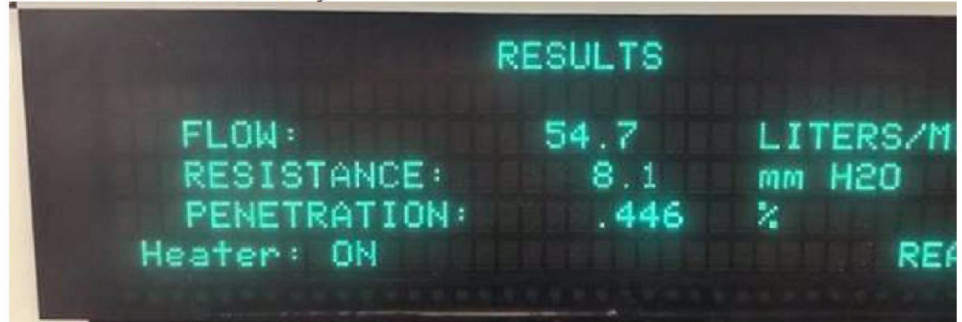 RESULTS
FLOW: 54.7 LITERS/M
RESISTANCE: 8.1 mm H2O
PENETRATION: .446 %
Heater: ON REA